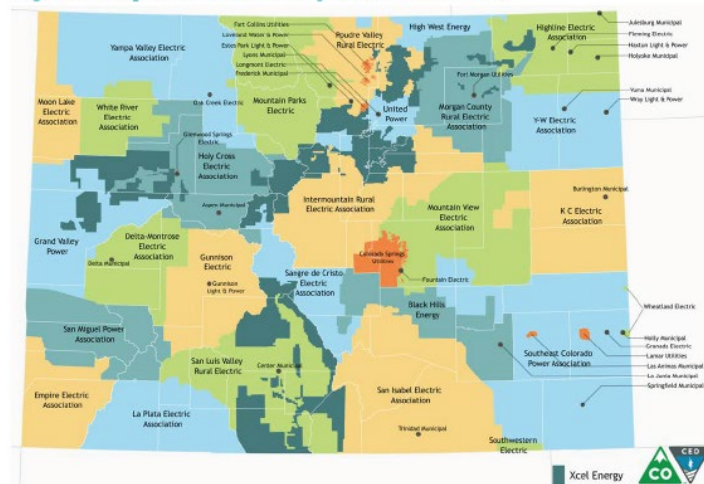 Fort Collins Utilities
Loveland Water & Power
Estes Park Light & Power
Lyons Municipal
Longmont Electric
Frederick Municipal
Poudre Valley
Rural Electric
High West Energy
Highline Electric
Association
Julesburg Municipal
Fleming Electric
Haxtun Light & Power
Holyoke Municipal
Yampa Valley Electric
Association
Fort Morgan Utilities
Yuma Municipal
Wray Light & Power
Moon Lake
Electric
Association
White River
Electric
Association
Oak Creek Electric
Mountain Parks
Electric
United
Power
Morgan County
Rural Electric
Association
Y-W Electric
Association
Glenwood Springs
Electric
Holy Cross
Electric
Association
Aspen Municipal
Intermountain Rural
Electric Association
Mountain View
Electric
Association
Burlington Municipal
K C Electric
Association
Grand Valley
Power
Delta-Montrose
Electric
Association
Delta Municipal
Gunnison
Electric
Gunnison
Light & Power
Colorado Springs
Utilities
Fountain Electric
Sangre de Cristo
Electric
Association
Black Hills
Energy
Wheatland Electric
San Miguel Power
Association
San Luis Valley
Rural Electric
Center Municipal
Southeast Colorado
Power Association
Holly Municipal
Granada Electric
Lamar Utilities
Las Animas Municipal
La Junta Municipal
Springfield Municipal
Empire Electric
Association
La Plata Electric
Association
San Isabel Electric
Association
Trinidad Municipal
Southwestern
Electric
Xcel Energy
CO
CEO